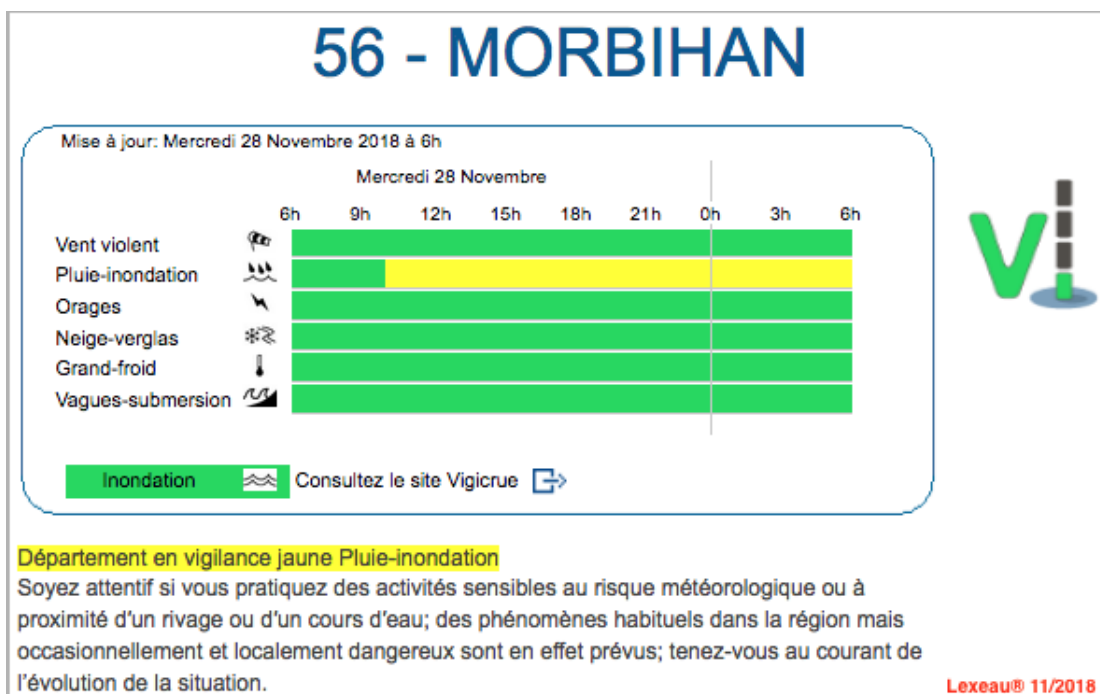 56 - MORBIHAN
Mise à jour: Mercredi 28 Novembre 2018 à 6h
Mercredi 28 Novembre
6h 9h 12h 15h 18h 21h 0h 3h 6h
Vent violent
Pluie-inondation
Orages
Neige-verglas
Grand-froid
Vagues-submersion
Inondation Consultez le site Vigicrue
Vi
Département en vigilance jaune Pluie-inondation
Soyez attentif si vous pratiquez des activités sensibles au risque météorologique ou à
proximité d'un rivage ou d'un cours d'eau; des phénomènes habituels dans la région mais
occasionnellement et localement dangereux sont en effet prévus; tenez-vous au courant de
l'évolution de la situation.
Lexeau® 11/2018